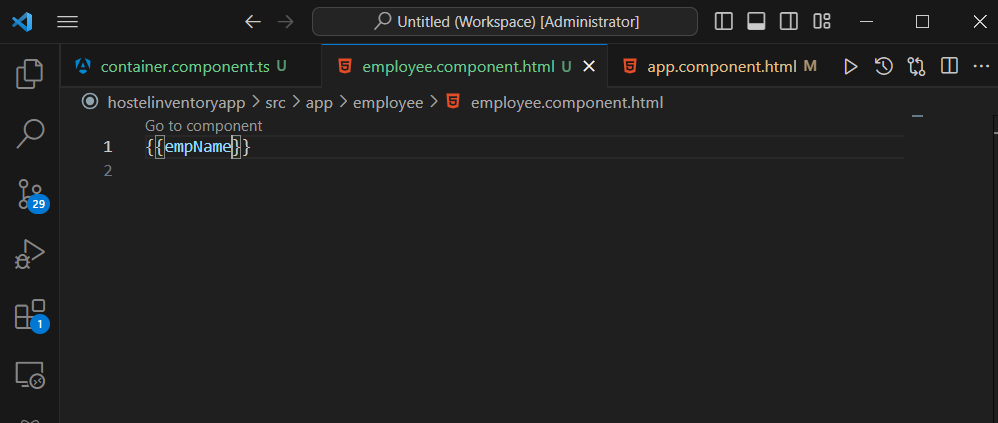 Untitled (Workspace) [Administrator]
container.component.ts U employee.component.html U app.component.html M
hostelinventoryapp > src > app > employee > employee.component.html
Go to component
1 {{empName}}
2
29
1